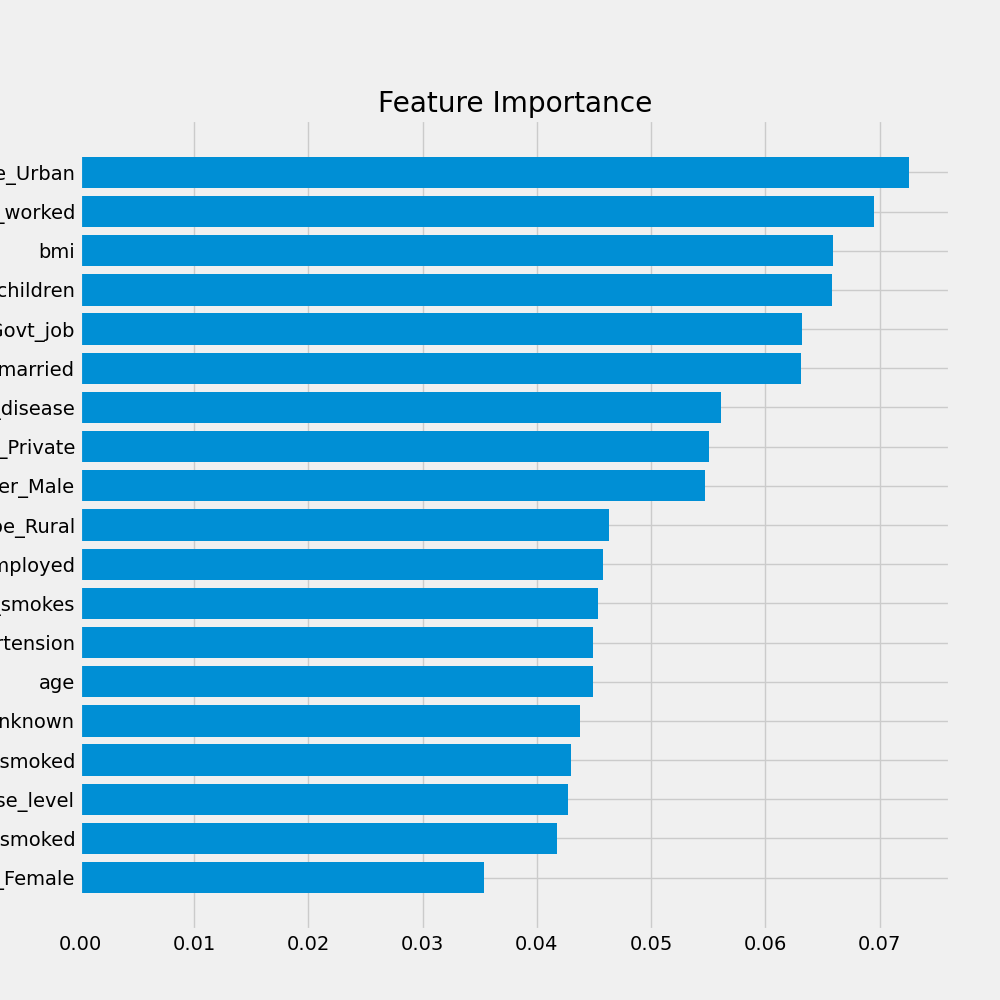 Feature Importance
e_Urban
_worked
bmi
children
Govt_job
married
_disease
_Private
er_Male
pe_Rural
mployed
_smokes
rtension
age
nknown
smoked
se_level
smoked
_Female
0.00 0.01 0.02 0.03 0.04 0.05 0.06 0.07